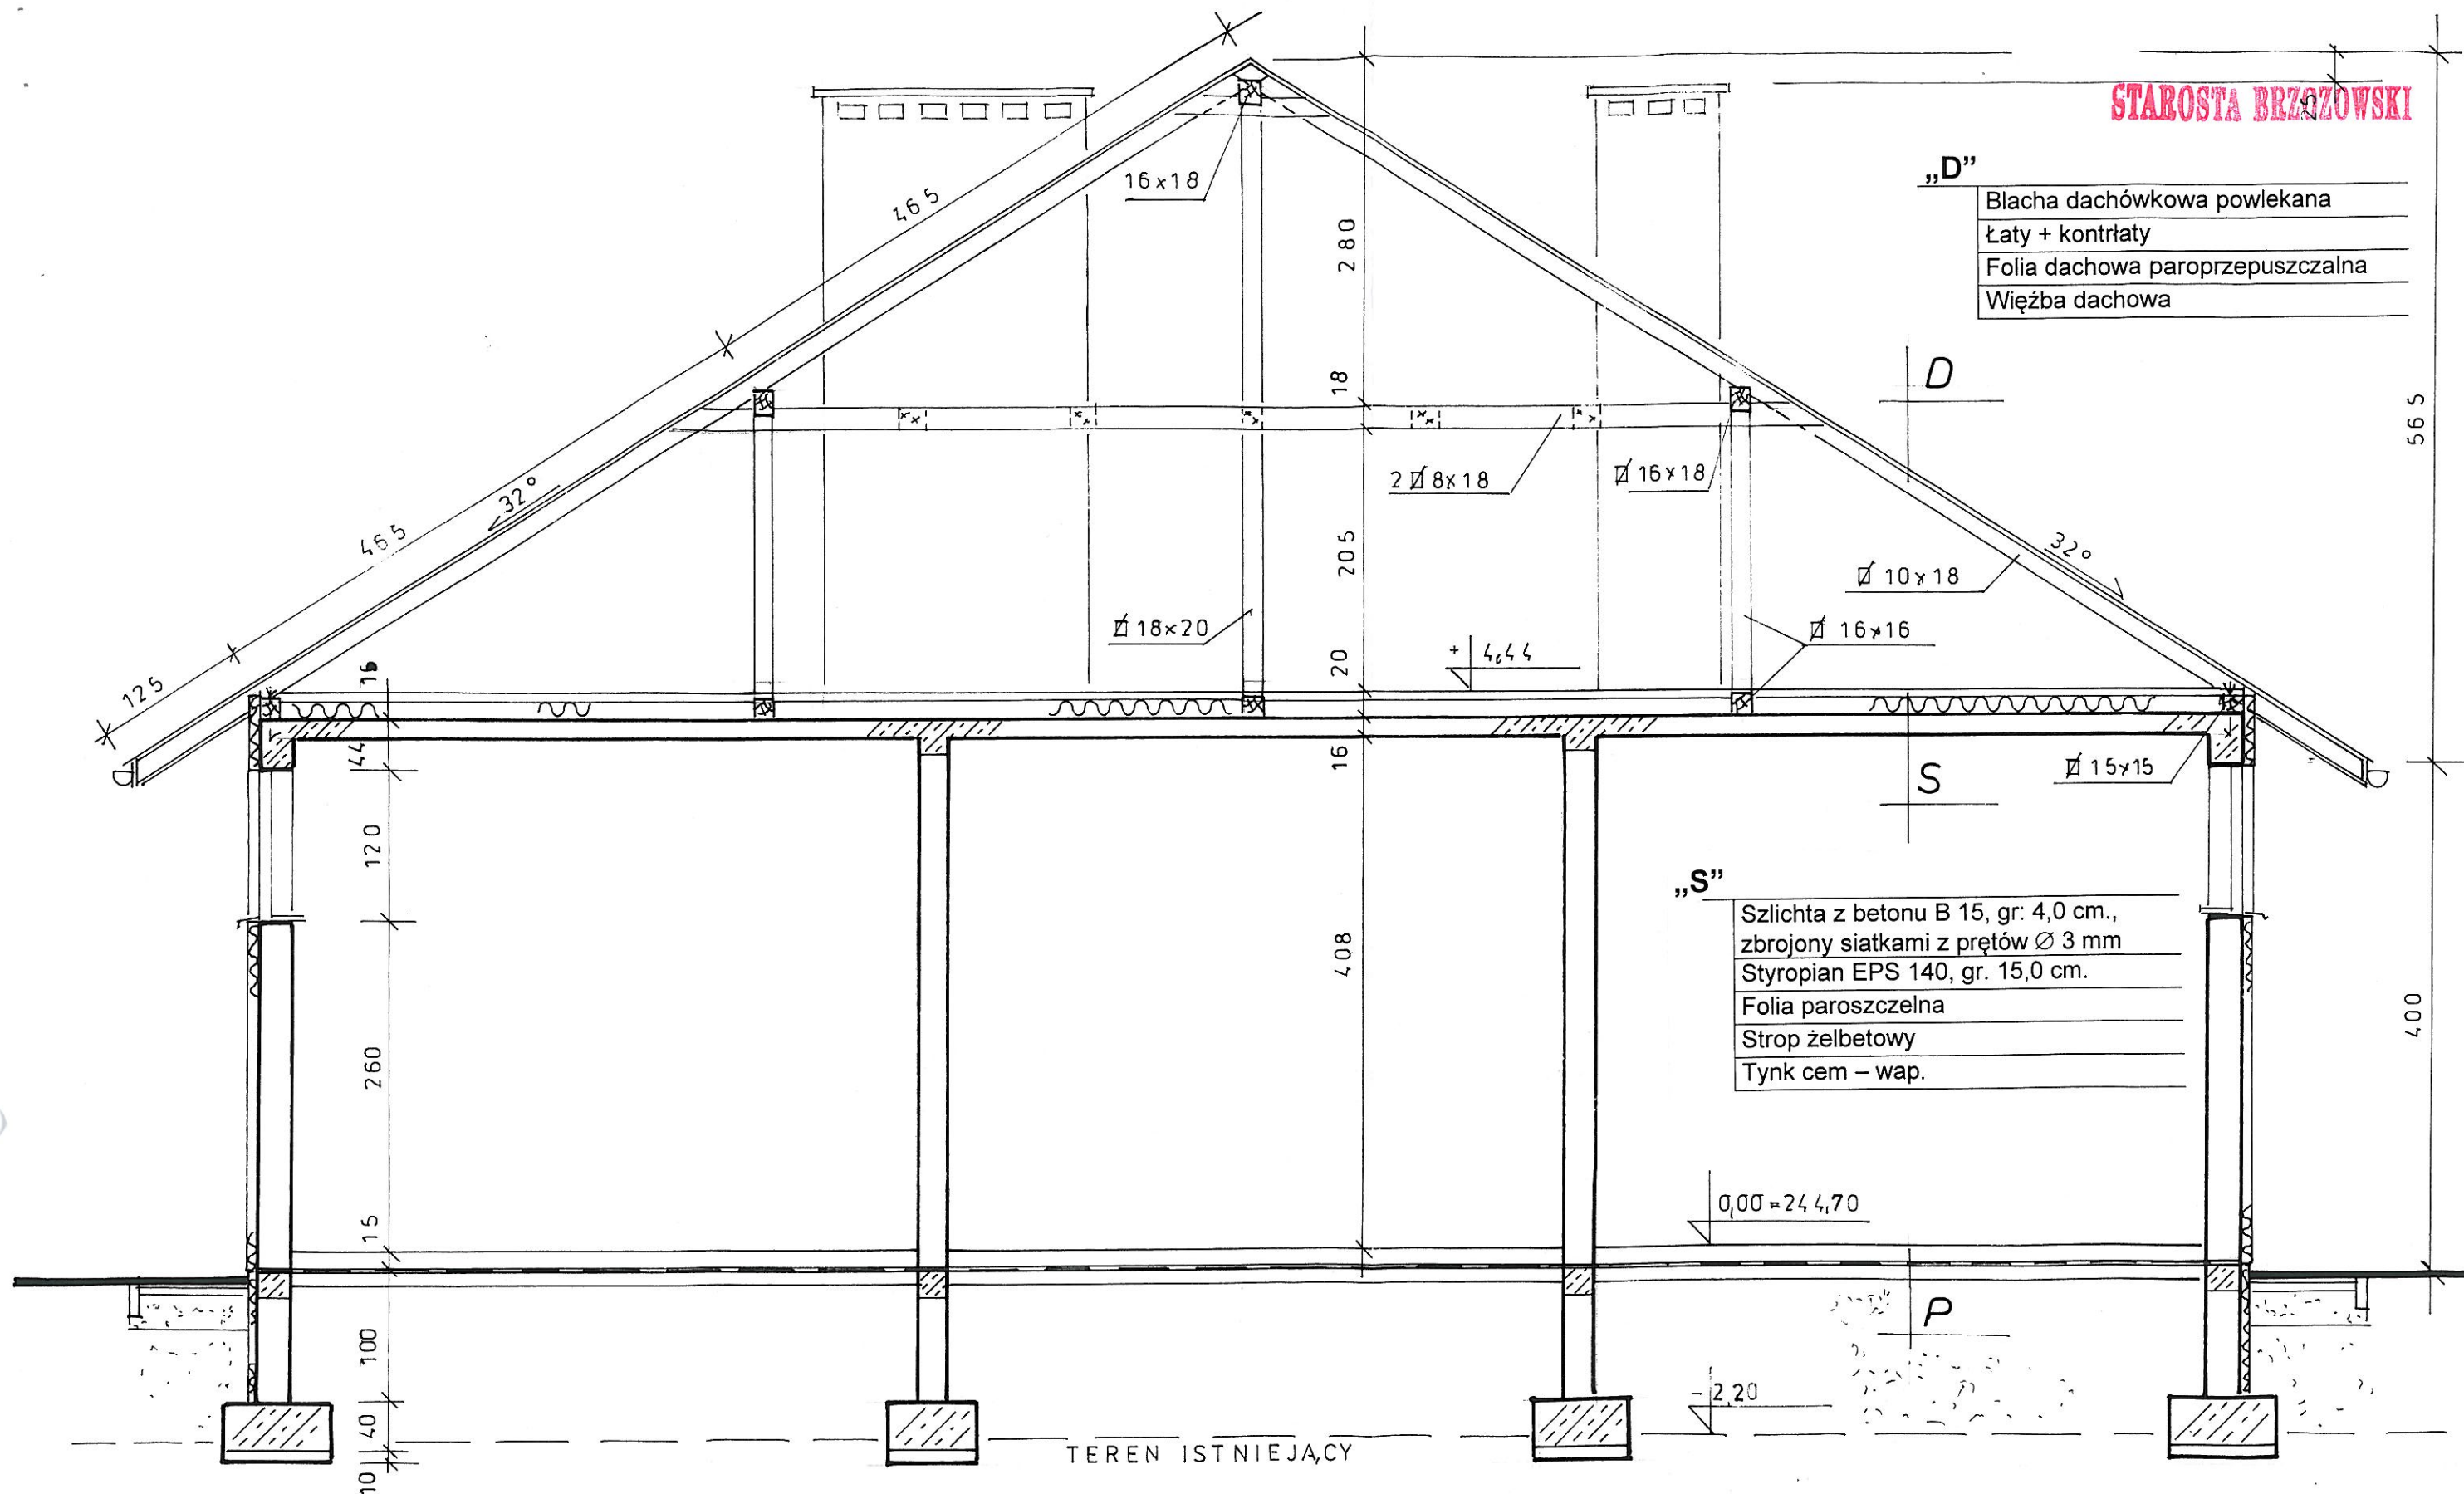 STAROSTA BRZOZOWSKI
25
„D”
Blacha dachówkowa powlekana
Łaty + kontrłaty
Folia dachowa paroprzepuszczalna
Więźba dachowa
465
16x18
280
18
D
565
2 8x18
16x18
465
32°
205
32°
10x18
18x20
16x16
20
+ 4,44
125
16
44
16
S
15x15
120
„S”
Szlichta z betonu B 15, gr: 4,0 cm.,
zbrojony siatkami z prętów Ø 3 mm
Styropian EPS 140, gr. 15,0 cm.
Folia paroszczelna
Strop żelbetowy
Tynk cem – wap.
408
400
260
15
0,00=244,70
P
100
-2,20
40
TEREN ISTNIEJĄCY
10